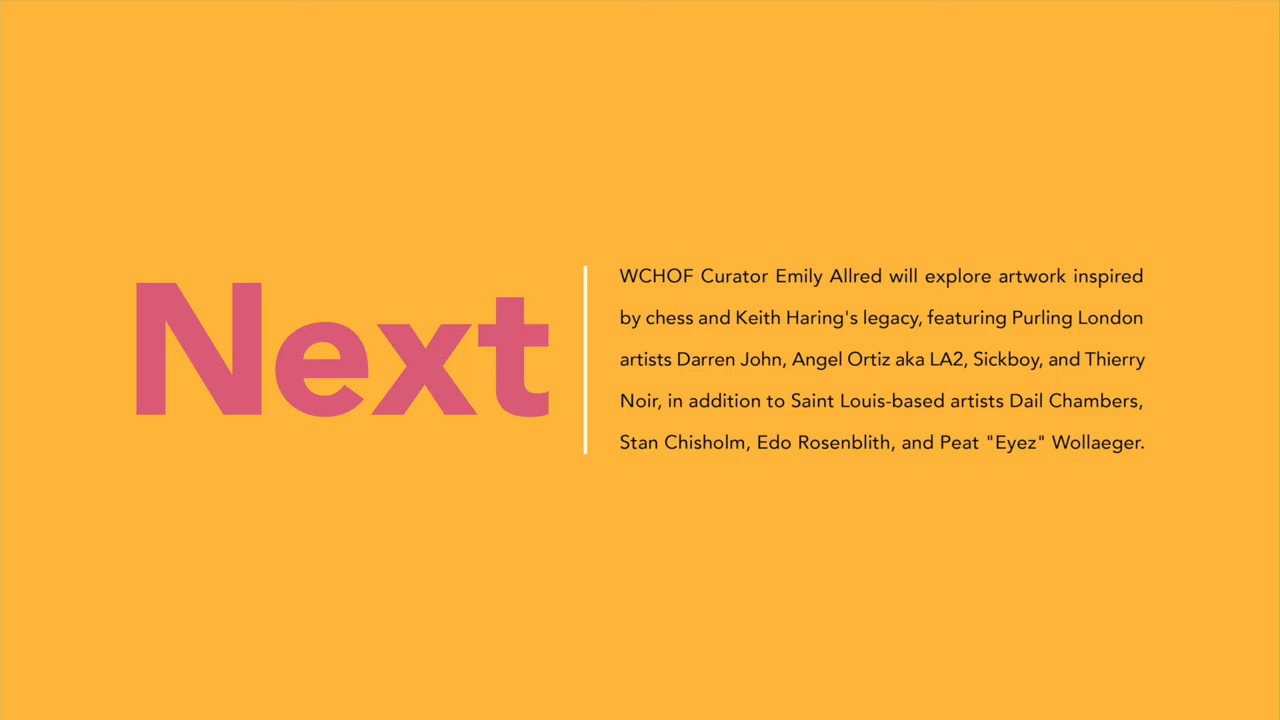 Next
WCHOF Curator Emily Allred will explore artwork inspired
by chess and Keith Haring's legacy, featuring Purling London
artists Darren John, Angel Ortiz aka LA2, Sickboy, and Thierry
Noir, in addition to Saint Louis-based artists Dail Chambers,
Stan Chisholm, Edo Rosenblith, and Peat "Eyez" Wollaeger.